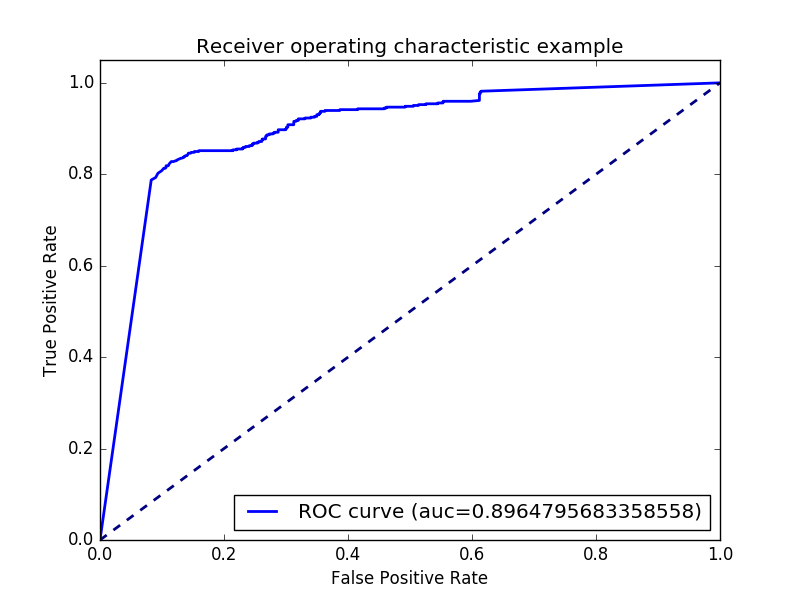 Receiver operating characteristic example
1.0
0.8
0.6
0.4
0.2
0.0
True Positive Rate
ROC curve (auc=0.8964795683358558)
0.0 0.2 0.4 0.6 0.8 1.0
False Positive Rate